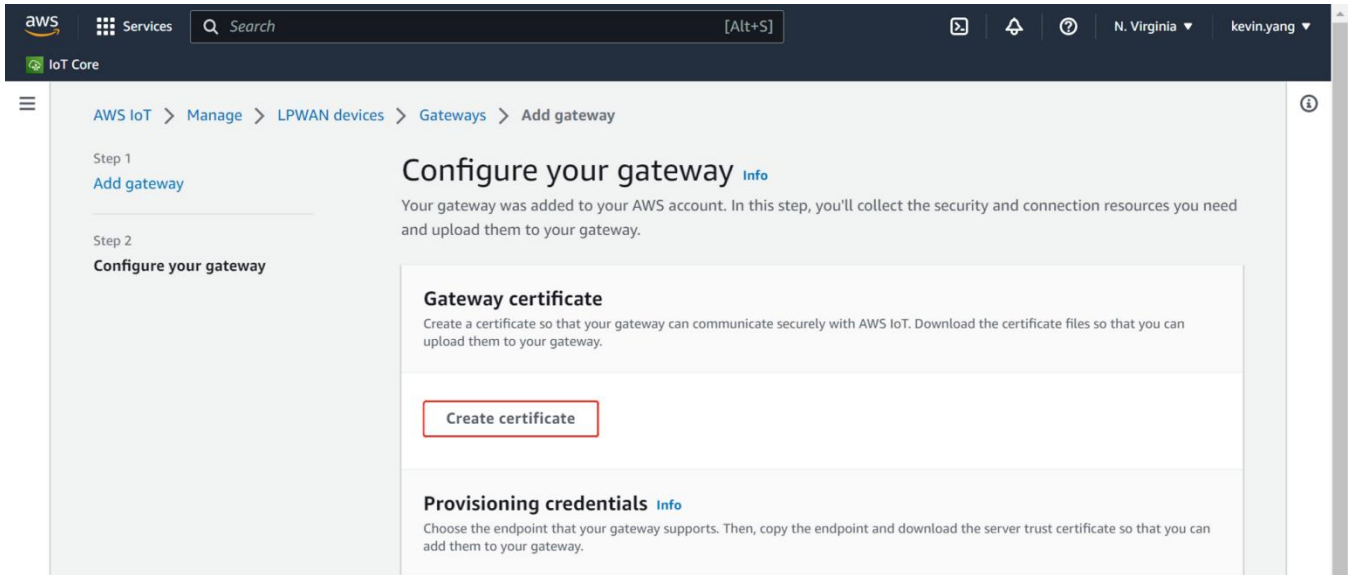 aws
Services
Search
[Alt+S]
N. Virginia
kevin.yang
IoT Core
AWS IoT > Manage > LPWAN devices > Gateways > Add gateway
Step 1
Add gateway
Step 2
Configure your gateway
Configure your gateway Info
Your gateway was added to your AWS account. In this step, you'll collect the security and connection resources you need
and upload them to your gateway.
Gateway certificate
Create a certificate so that your gateway can communicate securely with AWS IoT. Download the certificate files so that you can
upload them to your gateway.
Create certificate
Provisioning credentials Info
Choose the endpoint that your gateway supports. Then, copy the endpoint and download the server trust certificate so that you can
add them to your gateway.